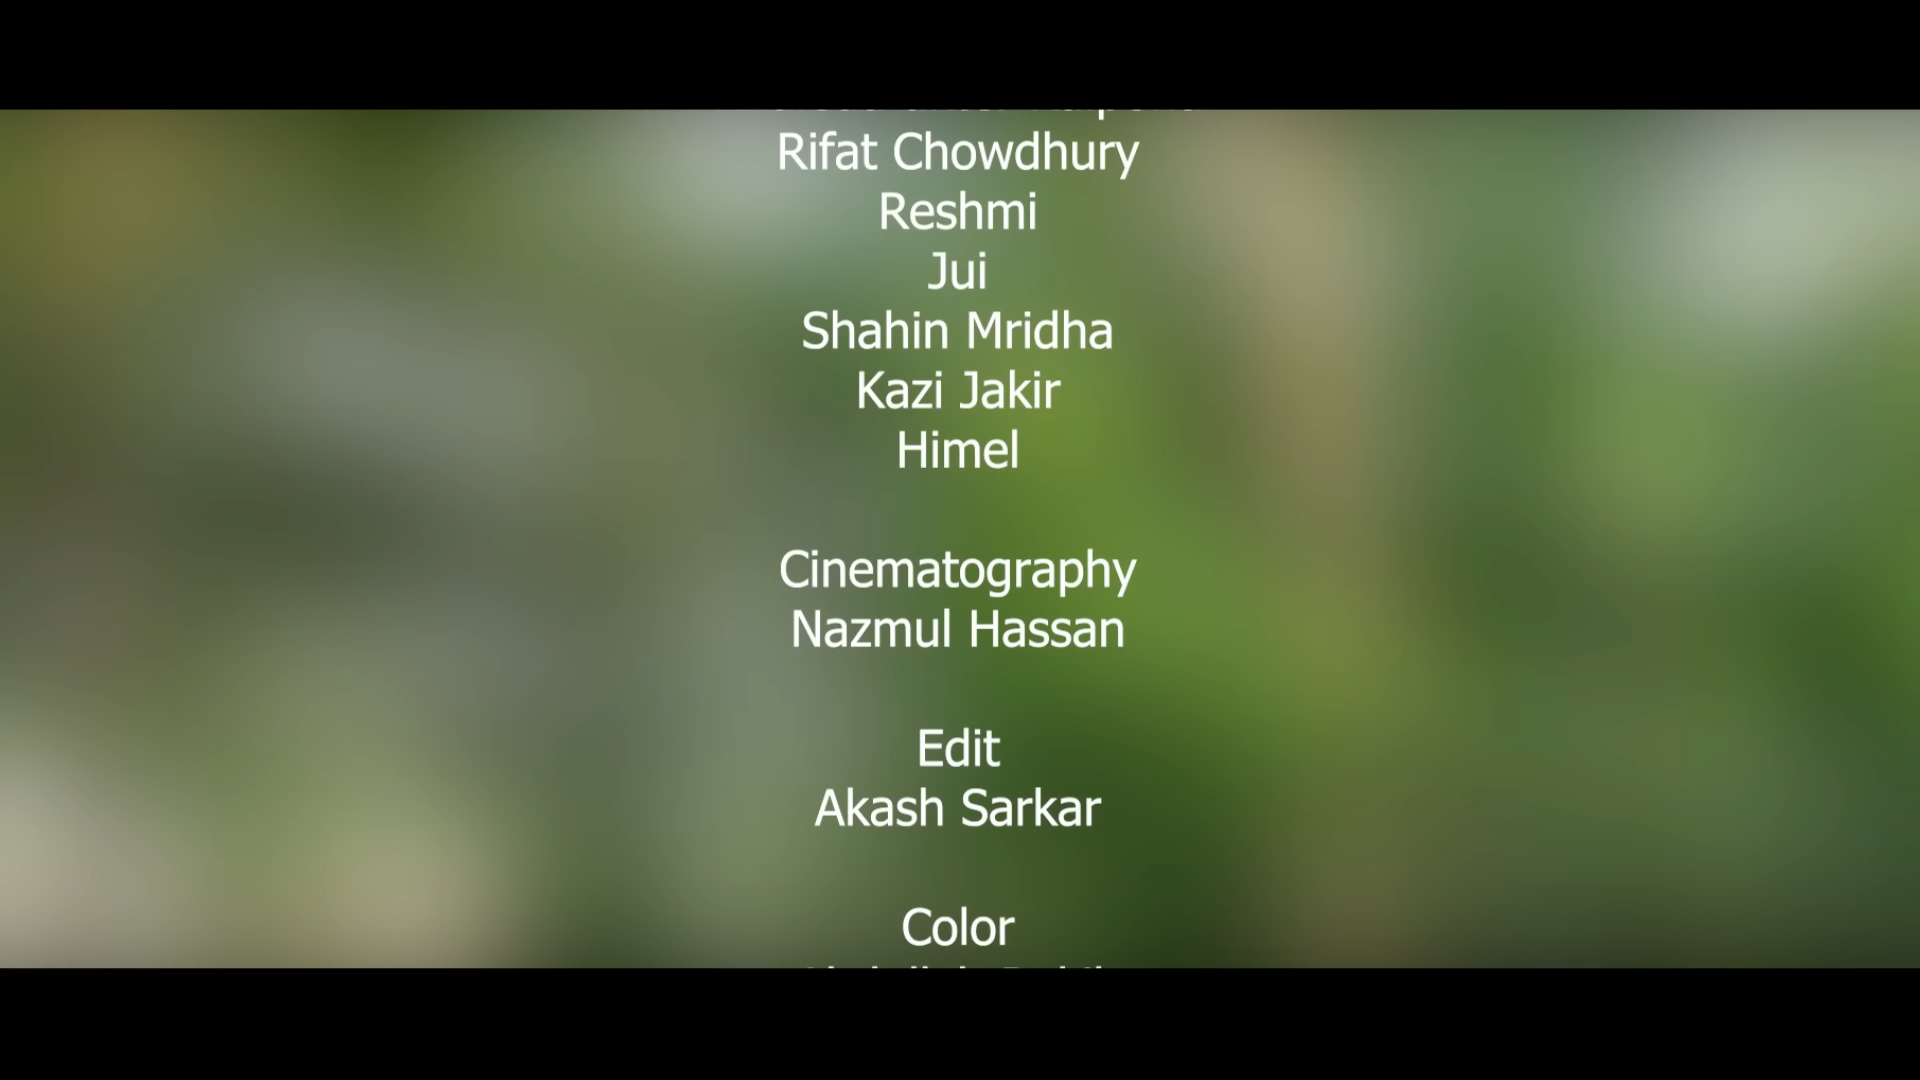 Rifat Chowdhury
Reshmi
Jui
Shahin Mridha
Kazi Jakir
Himel
Cinematography
Nazmul Hassan
Edit
Akash Sarkar
Color